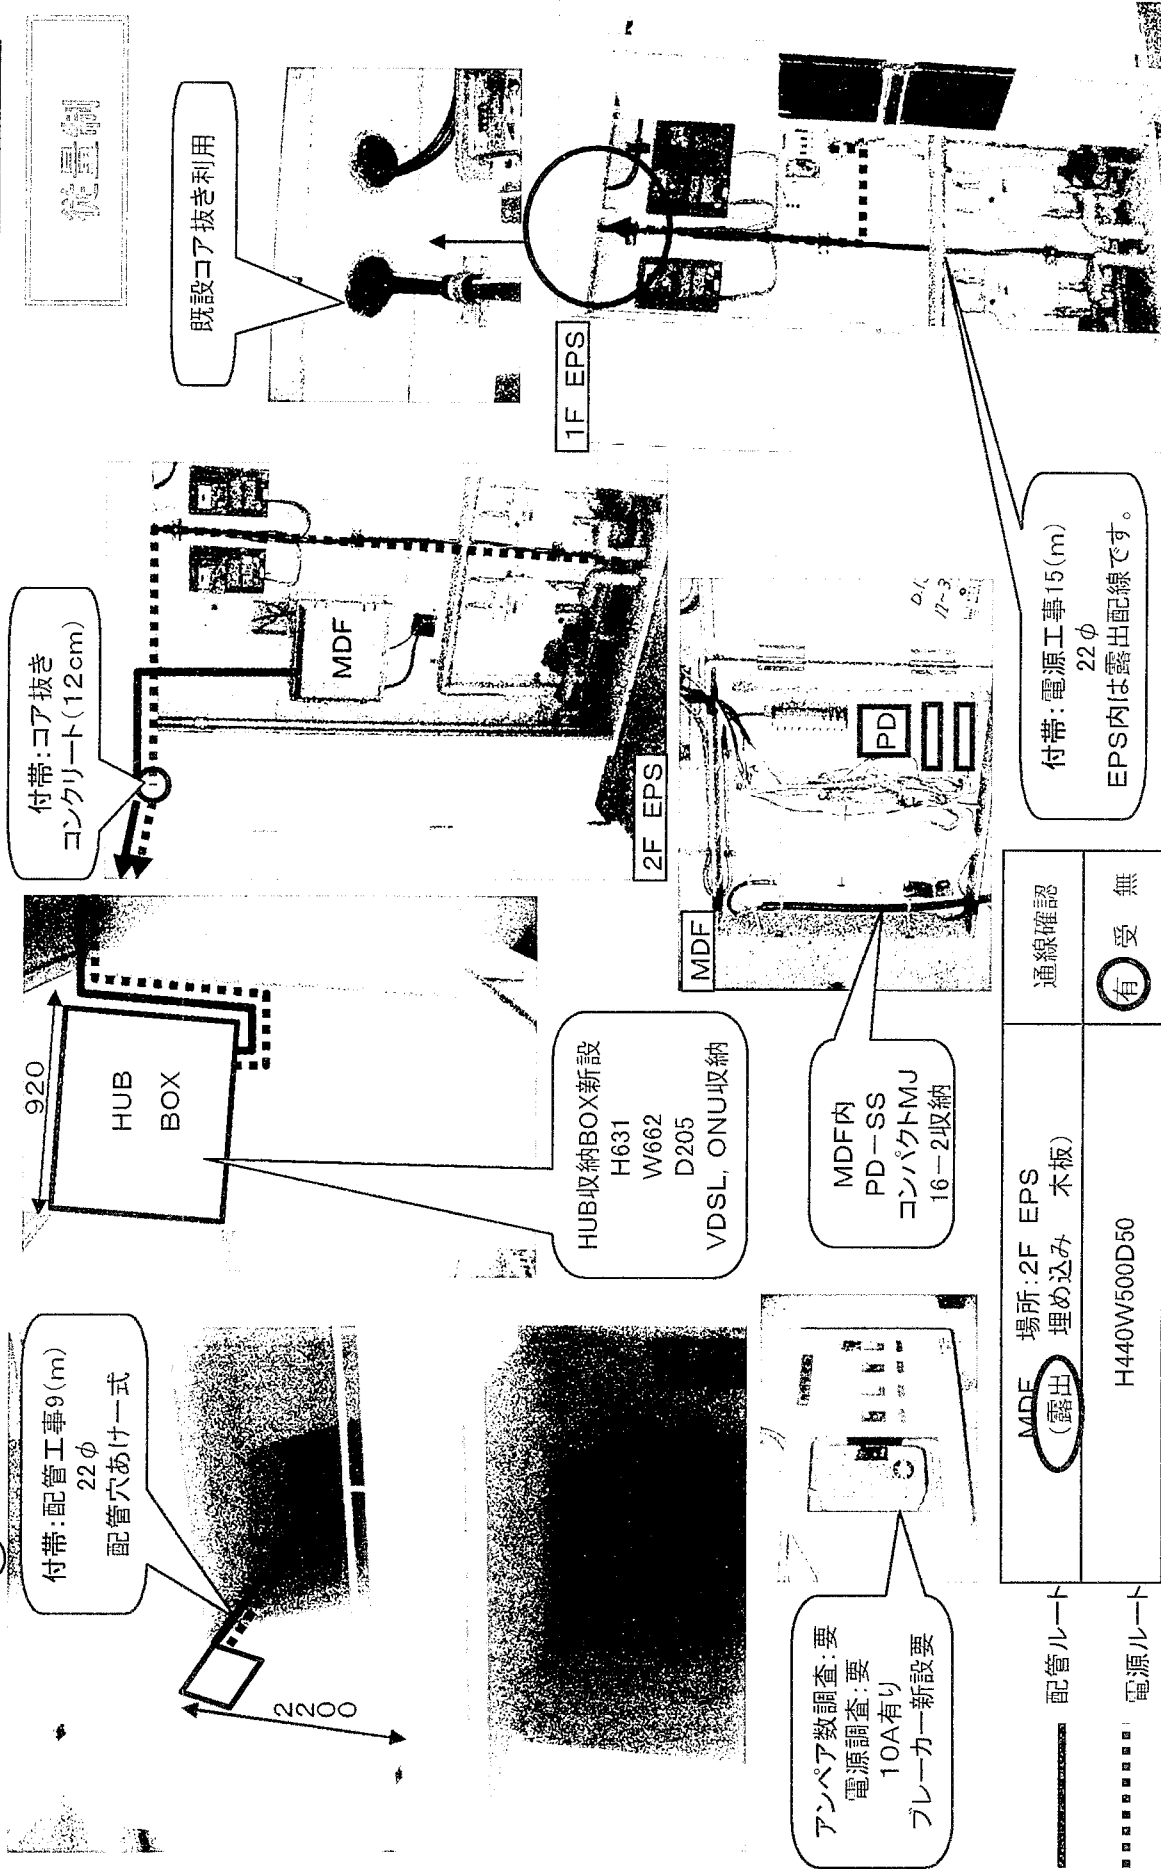 従量制
既設コア抜き利用
付帯:コア抜き
コンクリート(12cm)
920
HUB
BOX
付帯:配管工事9(m)
22φ
配管穴あけ一式
2200
MDF
2F EPS
1F EPS
HUB収納BOX新設
H631
W662
D205
VDSL, ONU収納
MDF
PD
MDF内
PD-SS
コンパクトMJ
16-2収納
付帯:電源工事15(m)
22φ
EPS内は露出配線です。
アンペア数調査:要
電源調査:要
10A有り
ブレーカー新設要
MDF 場所:2F EPS
(露出 埋め込み 木板)
通線確認
H440W500D50
有 受 無
配管ルート
電源ルート